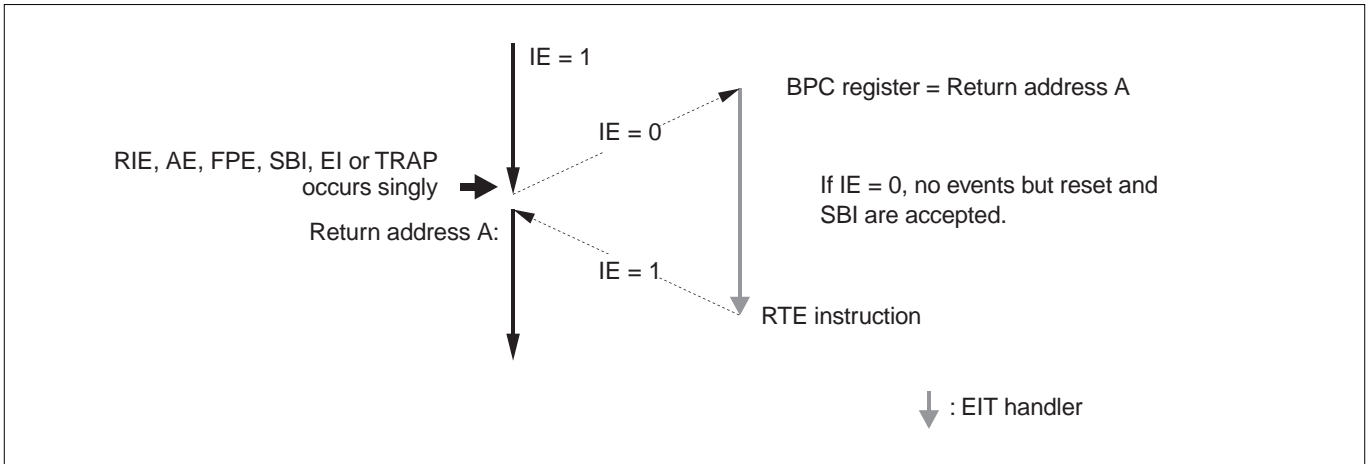 IE = 1
BPC register = Return address A
IE = 0
RIE, AE, FPE, SBI, EI or TRAP
occurs singly
If IE = 0, no events but reset and
SBI are accepted.
Return address A:
IE = 1
RTE instruction
: EIT handler